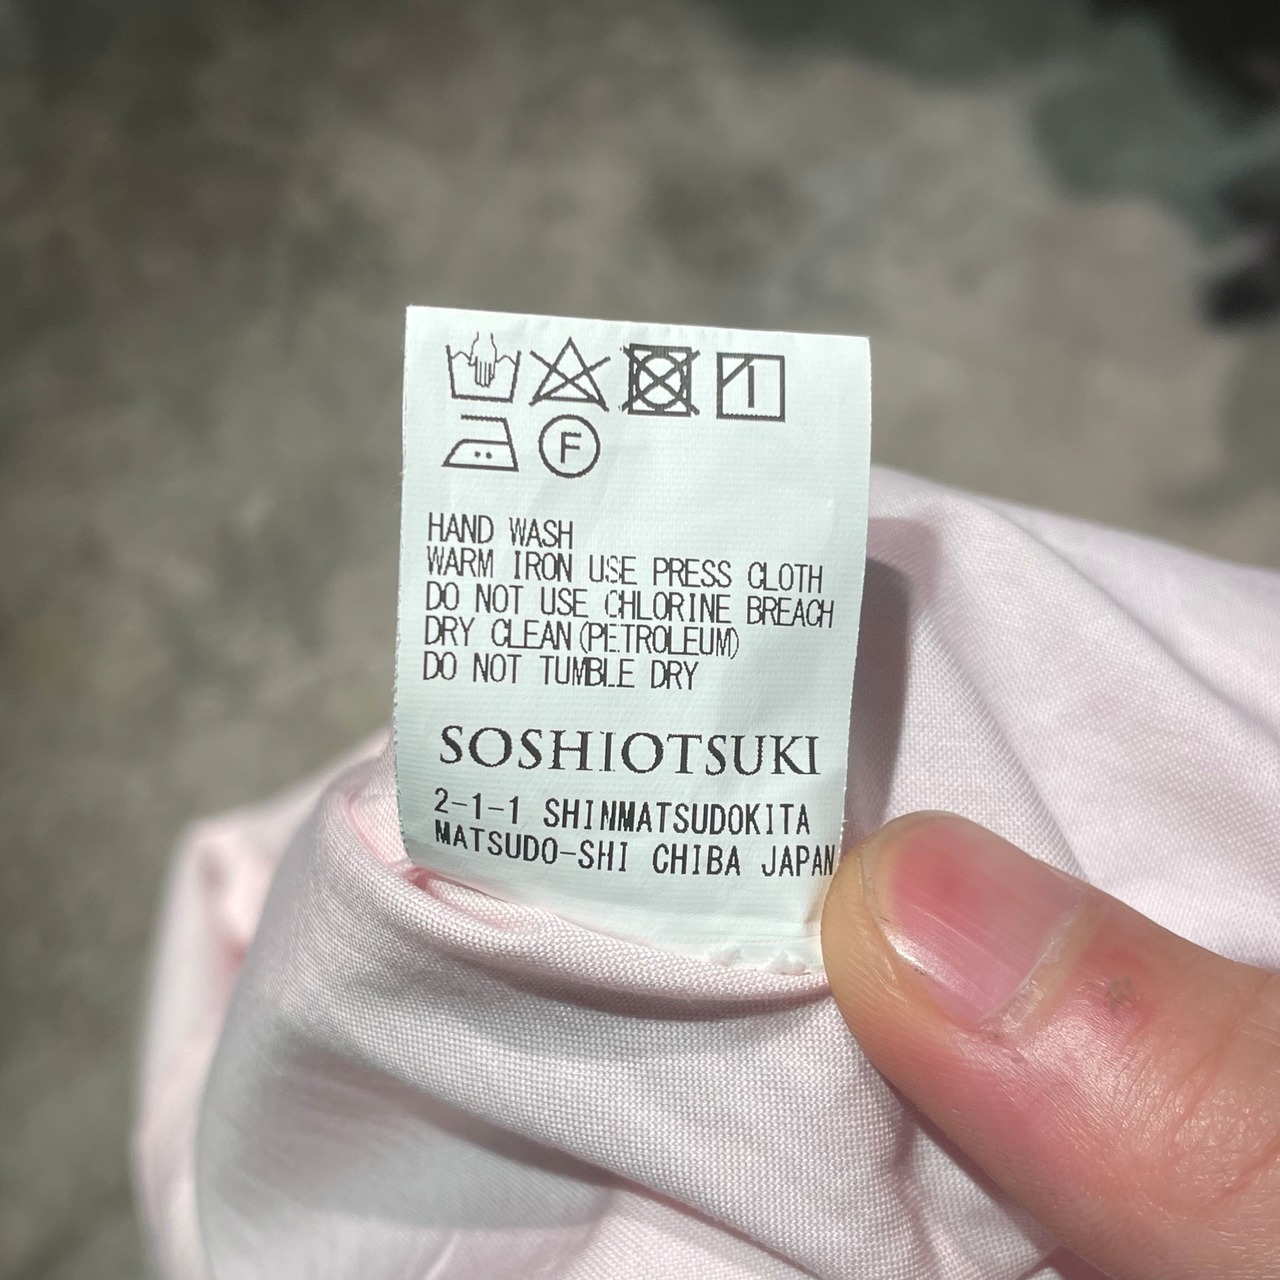 F
HAND WASH
WARM IRON USE PRESS CLOTH
DO NOT USE CHLORINE BREACH
DRY CLEAN(PETROLEUM)
DO NOT TUMBLE DRY
SOSHIOTSUKI
2-1-1 SHINMATSUDOKITA
MATSUDO-SHI CHIBA JAPAN